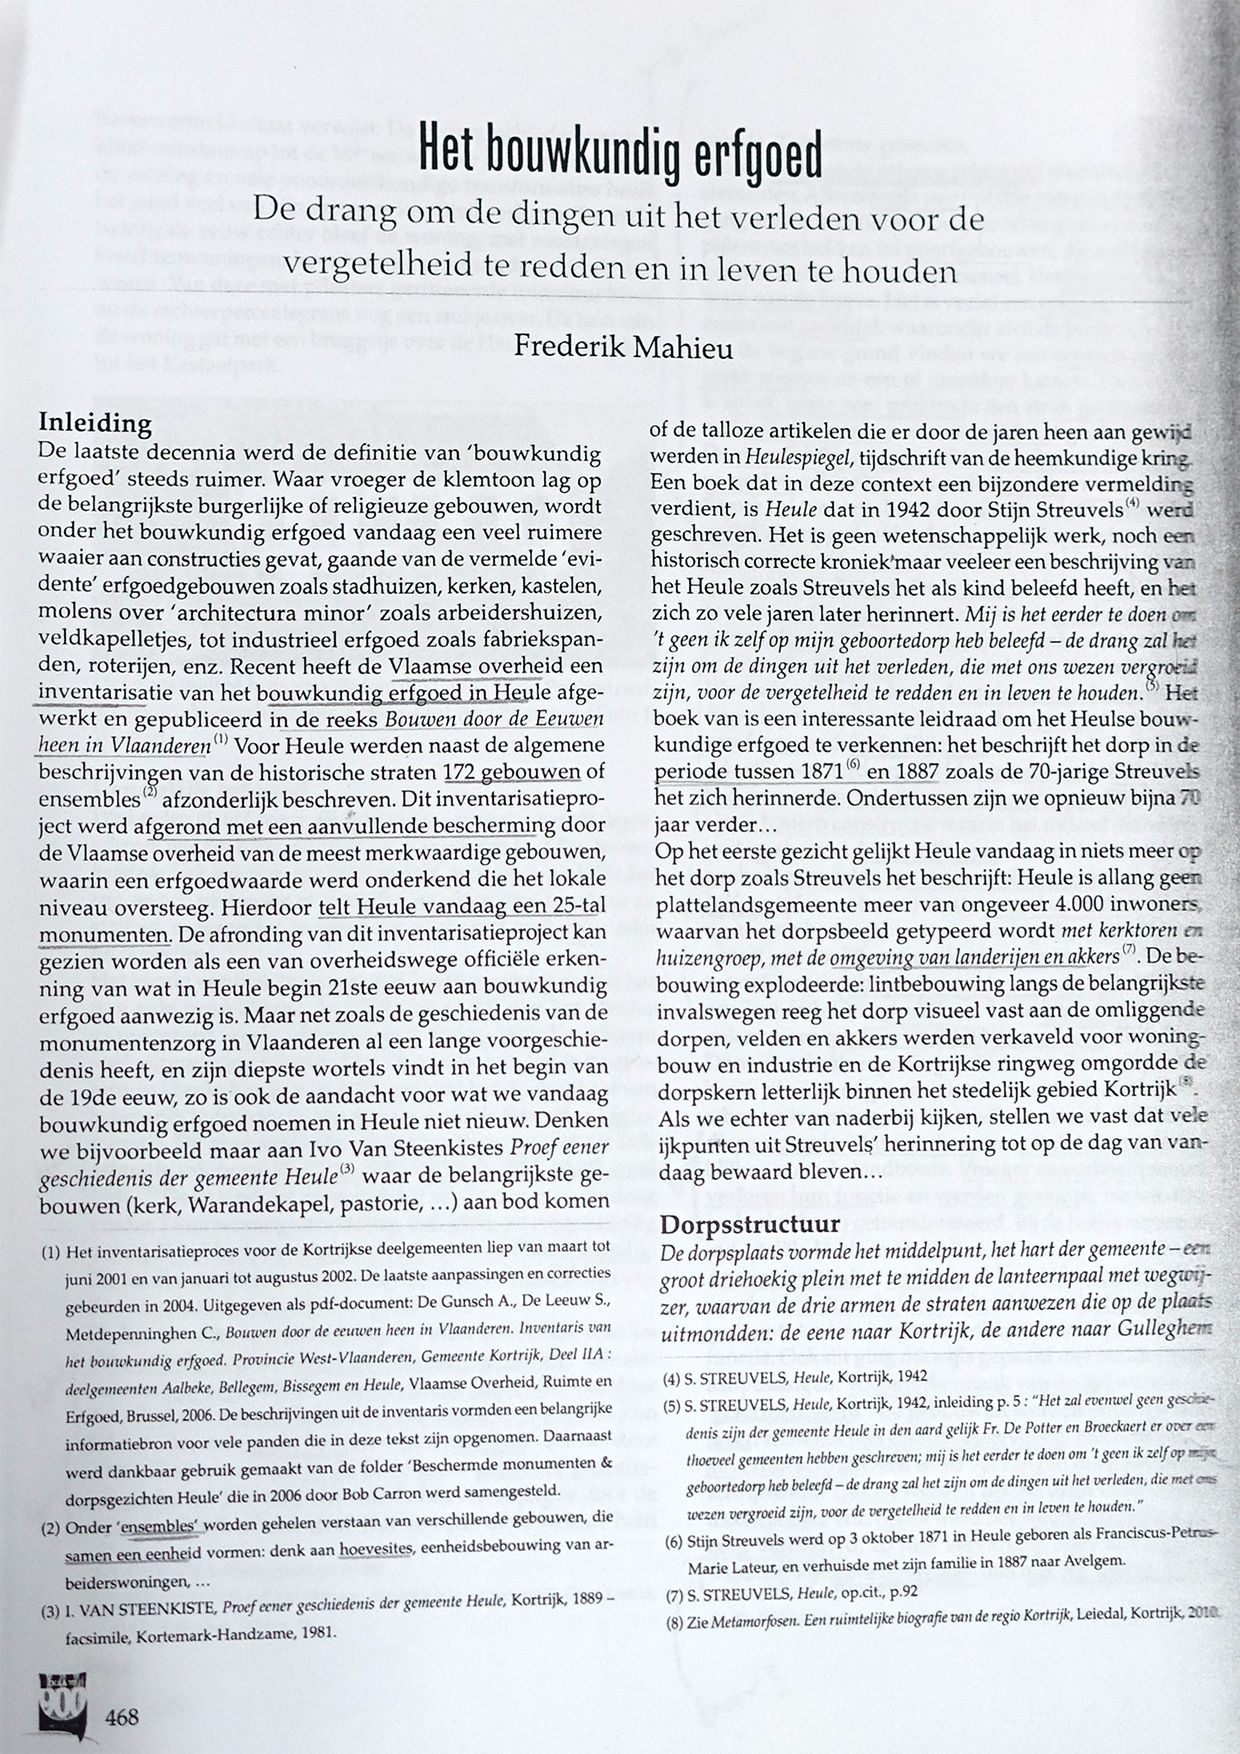 Het bouwkundig erfgoed
De drang om de dingen uit het verleden voor de
vergetelheid te redden en in leven te houden
Frederik Mahieu
Inleiding
De laatste decennia werd de definitie van ‘bouwkundig
erfgoed’ steeds ruimer. Waar vroeger de klemtoon lag op
de belangrijkste burgerlijke of religieuze gebouwen, wordt
onder het bouwkundig erfgoed vandaag een veel ruimere
waaier aan constructies gevat, gaande van de vermelde ‘evi-
dente’ erfgoedgebouwen zoals stadhuizen, kerken, kastelen,
molens over ‘architectura minor’ zoals arbeidershuizen,
veldkapelletjes, tot industrieel erfgoed zoals fabriekspan-
den, roterijen, enz. Recent heeft de Vlaamse overheid een
inventarisatie van het bouwkundig erfgoed in Heule afge-
werkt en gepubliceerd in de reeks Bouwen door de Eeuwen
heen in Vlaanderen(1) Voor Heule werden naast de algemene
beschrijvingen van de historische straten 172 gebouwen of
ensembles(2) afzonderlijk beschreven. Dit inventarisatiepro-
ject werd afgerond met een aanvullende bescherming door
de Vlaamse overheid van de meest merkwaardige gebouwen,
waarin een erfgoedwaarde werd onderkend die het lokale
niveau oversteeg. Hierdoor telt Heule vandaag een 25-tal
monumenten. De afronding van dit inventarisatieproject kan
gezien worden als een van overheidswege officiële erken-
ning van wat in Heule begin 21ste eeuw aan bouwkundig
erfgoed aanwezig is. Maar net zoals de geschiedenis van de
monumentenzorg in Vlaanderen al een lange voorgeschie-
denis heeft, en zijn diepste wortels vindt in het begin van
de 19de eeuw, zo is ook de aandacht voor wat we vandaag
bouwkundig erfgoed noemen in Heule niet nieuw. Denken
we bijvoorbeeld maar aan Ivo Van Steenkistes Proef eener
geschiedenis der gemeente Heule(3) waar de belangrijkste ge-
bouwen (kerk, Warandekapel, pastorie, …) aan bod komen
(1) Het inventarisatieproces voor de Kortrijkse deelgemeenten liep van maart tot
juni 2001 en van januari tot augustus 2002. De laatste aanpassingen en correcties
gebeurden in 2004. Uitgegeven als pdf-document: De Gunsch A., De Leeuw S.,
Metdepenninghen C., Bouwen door de eeuwen heen in Vlaanderen. Inventaris van
het bouwkundig erfgoed. Provincie West-Vlaanderen, Gemeente Kortrijk, Deel IIA :
deelgemeenten Aalbeke, Bellegem, Bissegem en Heule, Vlaamse Overheid, Ruimte en
Erfgoed, Brussel, 2006. De beschrijvingen uit de inventaris vormden een belangrijke
informatiebron voor vele panden die in deze tekst zijn opgenomen. Daarnaast
werd dankbaar gebruik gemaakt van de folder ‘Beschermde monumenten &
dorpsgezichten Heule’ die in 2006 door Bob Carron werd samengesteld.
(2) Onder ‘ensembles’ worden gehelen verstaan van verschillende gebouwen, die
samen een eenheid vormen: denk aan hoevesites, eenheidsbebouwing van ar-
beiderswoningen, …
(3) I. VAN STEENKISTE, Proef eener geschiedenis der gemeente Heule, Kortrijk, 1889 –
facsimile, Kortemark-Handzame, 1981.
of de talloze artikelen die er door de jaren heen aan gewijd
werden in Heulespiegel, tijdschrift van de heemkundige kring.
Een boek dat in deze context een bijzondere vermelding
verdient, is Heule dat in 1942 door Stijn Streuvels(4) werd
geschreven. Het is geen wetenschappelijk werk, noch een
historisch correcte kroniek maar veeleer een beschrijving van
het Heule zoals Streuvels het als kind beleefd heeft, en het
zich zo vele jaren later herinnert. Mij is het eerder te doen om
’t geen ik zelf op mijn geboortedorp heb beleefd – de drang zal het
zijn om de dingen uit het verleden, die met ons wezen vergroeid
zijn, voor de vergetelheid te redden en in leven te houden.(5) Het
boek van is een interessante leidraad om het Heulse bouw-
kundige erfgoed te verkennen: het beschrijft het dorp in de
periode tussen 1871(6) en 1887 zoals de 70-jarige Streuvels
het zich herinnerde. Ondertussen zijn we opnieuw bijna 70
jaar verder…
Op het eerste gezicht gelijkt Heule vandaag in niets meer op
het dorp zoals Streuvels het beschrijft: Heule is allang geen
plattelandsgemeente meer van ongeveer 4.000 inwoners,
waarvan het dorpsbeeld getypeerd wordt met kerktoren en
huizengroep, met de omgeving van landerijen en akkers(7). De be-
bouwing explodeerde: lintbebouwing langs de belangrijkste
invalswegen reeg het dorp visueel vast aan de omliggende
dorpen, velden en akkers werden verkaveld voor woning-
bouw en industrie en de Kortrijkse ringweg omgordde de
dorpskern letterlijk binnen het stedelijk gebied Kortrijk(8).
Als we echter van naderbij kijken, stellen we vast dat vele
ijkpunten uit Streuvels’ herinnering tot op de dag van van-
daag bewaard bleven…
Dorpsstructuur
De dorpsplaats vormde het middelpunt, het hart der gemeente – een
groot driehoekig plein met te midden de lanteernpaal met wegwij-
zer, waarvan de drie armen de straten aanwezen die op de plaats
uitmondden: de eene naar Kortrijk, de andere naar Gulleghem
(4) S. STREUVELS, Heule, Kortrijk, 1942
(5) S. STREUVELS, Heule, Kortrijk, 1942, inleiding p. 5 : “Het zal evenwel geen geschie-
denis zijn der gemeente Heule in den aard gelijk Fr. De Potter en Broeckaert er over een
thoeveel gemeenten hebben geschreven; mij is het eerder te doen om ’t geen ik zelf op mijn
geboortedorp heb beleefd – de drang zal het zijn om de dingen uit het verleden, die met ons
wezen vergroeid zijn, voor de vergetelheid te redden en in leven te houden.”
(6) Stijn Streuvels werd op 3 oktober 1871 in Heule geboren als Franciscus-Petrus-
Marie Lateur, en verhuisde met zijn familie in 1887 naar Avelgem.
(7) S. STREUVELS, Heule, op.cit., p.92
(8) Zie Metamorfosen. Een ruimtelijke biografie van de regio Kortrijk, Leiedal, Kortrijk, 2010.
900
468